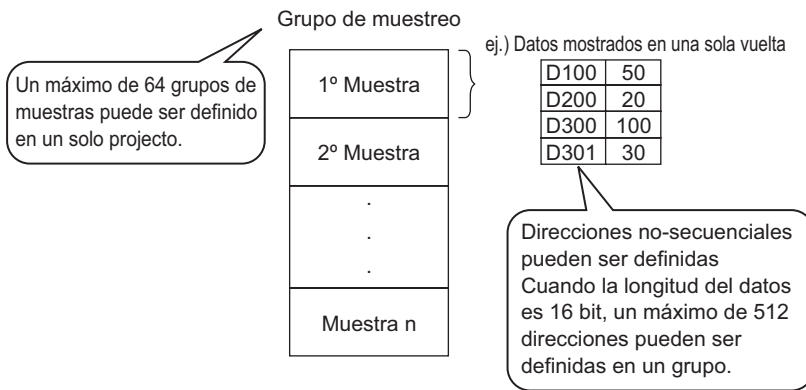 Grupo de muestreo
Un máximo de 64 grupos de
muestras puede ser definido
en un solo projecto.
1º Muestra
2º Muestra
.
.
.
Muestra n
ej.) Datos mostrados en una sola vuelta
D100 50
D200 20
D300 100
D301 30
Direcciones no-secuenciales
pueden ser definidas
Cuando la longitud del datos
es 16 bit, un máximo de 512
direcciones pueden ser
definidas en un grupo.